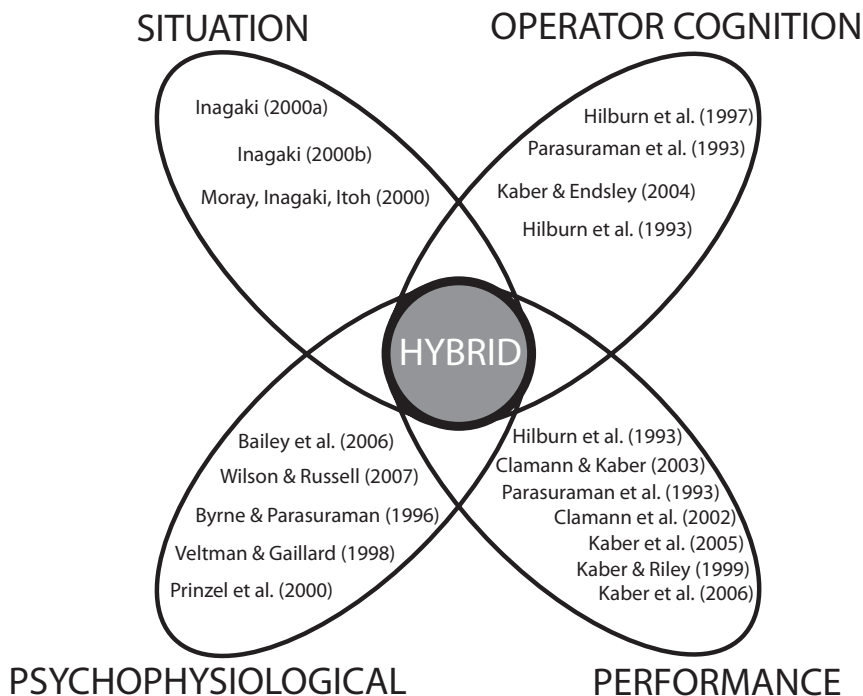 SITUATION
Inagaki (2000a)
Inagaki (2000b)
Moray, Inagaki, Itoh (2000)
OPERATOR COGNITION
Hilburn et al. (1997)
Parasuraman et al. (1993)
Kaber & Endsley (2004)
Hilburn et al. (1993)
HYBRID
Bailey et al. (2006)
Wilson & Russell (2007)
Byrne & Parasuraman (1996)
Veltman & Gaillard (1998)
Prinzel et al. (2000)
PSYCHOPHYSIOLOGICAL
Hilburn et al. (1993)
Clamann & Kaber (2003)
Parasuraman et al. (1993)
Clamann et al. (2002)
Kaber et al. (2005)
Kaber & Riley (1999)
Kaber et al. (2006)
PERFORMANCE